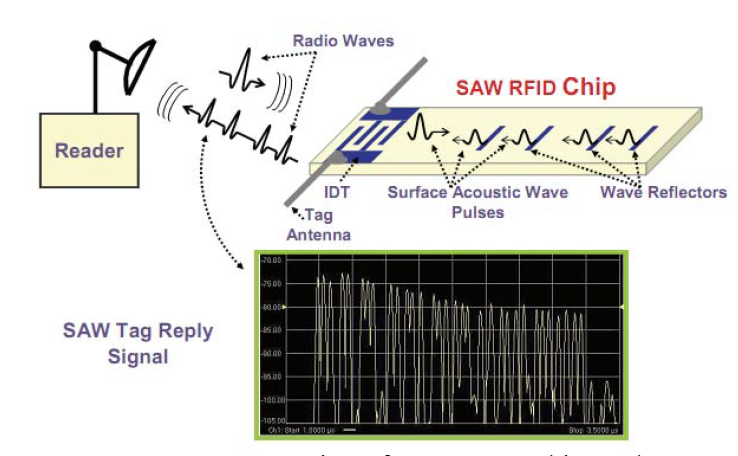 Radio Waves
SAW RFID Chip
Reader
IDT
Surface Acoustic Wave
Pulses
Wave Reflectors
Tag
Antenna
SAW Tag Reply
Signal
-70.00
-75.00
-80.00
-85.00
-90.00
-95.00
-100.00
-105.00
Ch1: Start 1.0000 µs
Stop 3.5000 µs